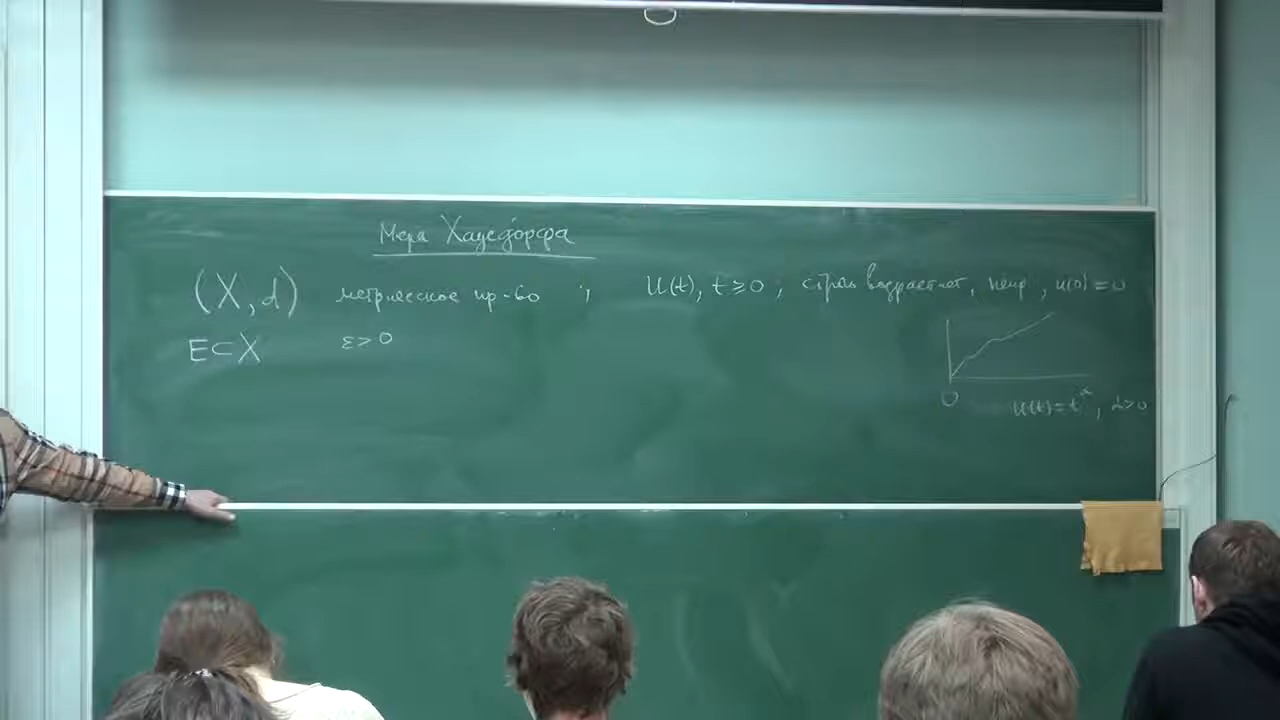 Мера Хаусдорфа
(X, d) метрическое пр-во ; u(t), t ≥ 0 ; строго возрастает, непр, u(0) = 0
E ⊂ X ε > 0
0 u(t) = t^α, α > 0